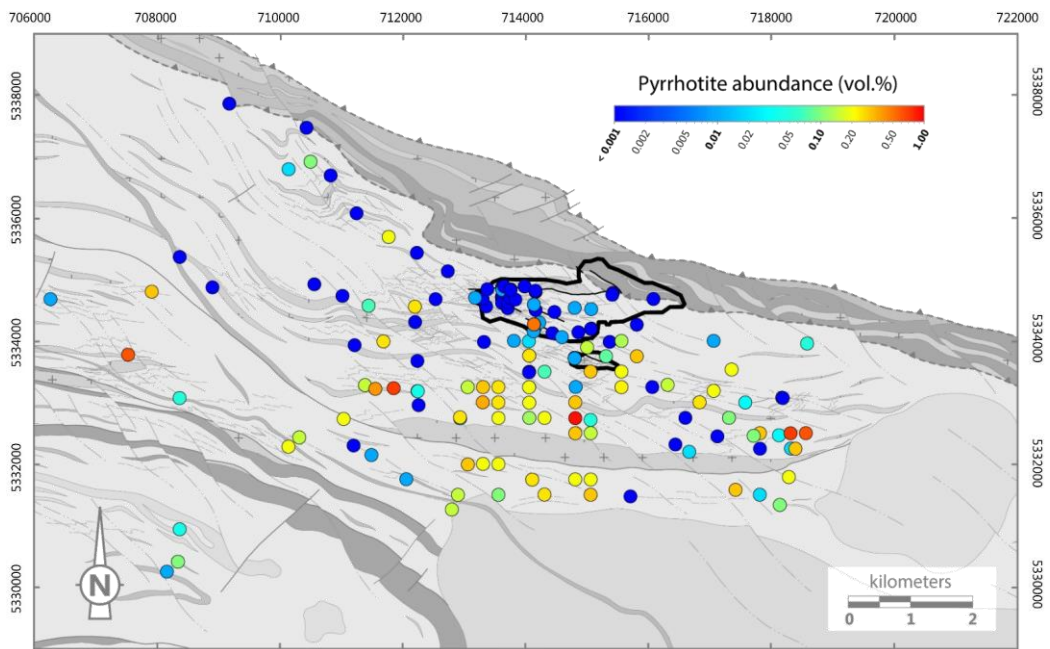 706000 708000 710000 712000 714000 716000 718000 720000 722000
5338000 5338000
Pyrrhotite abundance (vol.%)
< 0.001 0.002 0.005 0.01 0.02 0.05 0.10 0.20 0.50 1.00
5336000 5336000
5334000 5334000
5332000 5332000
5330000 5330000
N
kilometers
0 1 2